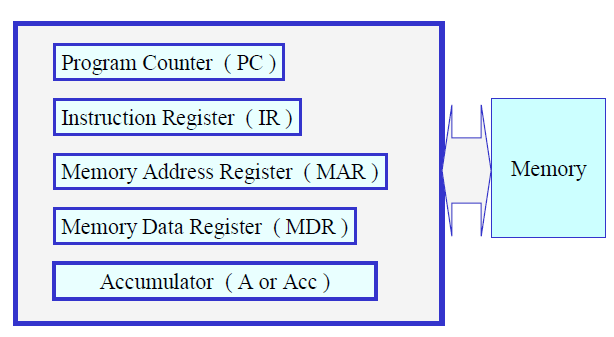 Program Counter ( PC )
Instruction Register ( IR )
Memory Address Register ( MAR )
Memory Data Register ( MDR )
Accumulator ( A or Acc )
Memory